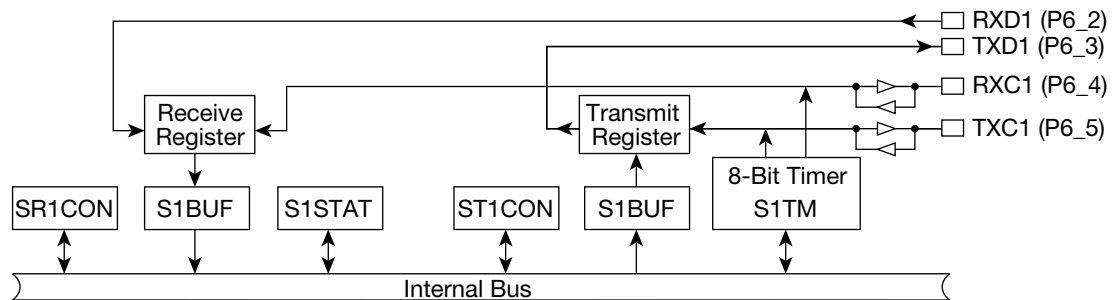 RXD1 (P6_2)
TXD1 (P6_3)
RXC1 (P6_4)
TXC1 (P6_5)
Receive
Register
Transmit
Register
8-Bit Timer
S1TM
SR1CON
S1BUF
S1STAT
ST1CON
S1BUF
Internal Bus